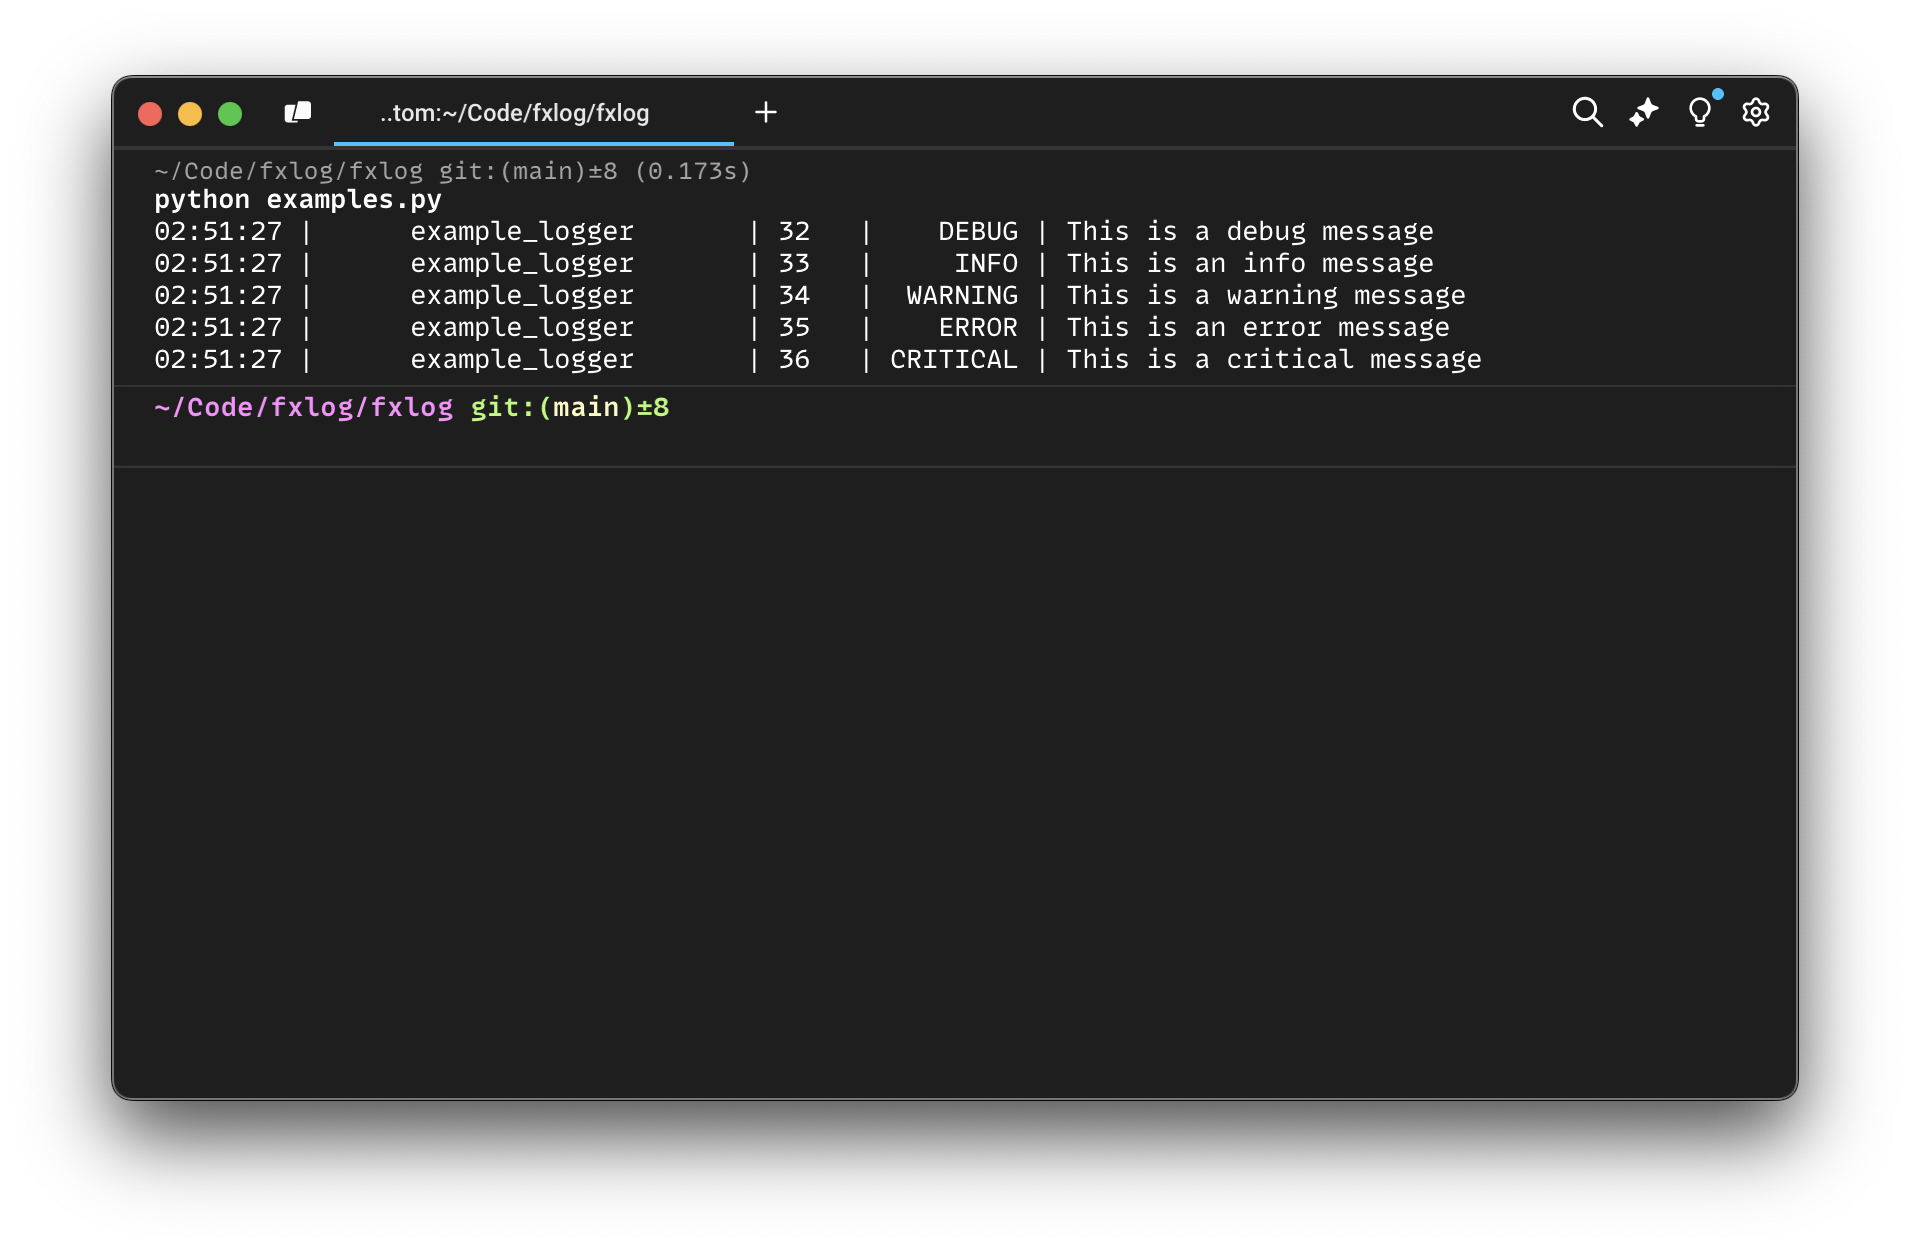 ..tom:~/Code/fxlog/fxlog
~/Code/fxlog/fxlog git:(main)±8 (0.173s)
python examples.py
02:51:27 |      example_logger       | 32   |    DEBUG | This is a debug message
02:51:27 |      example_logger       | 33   |     INFO | This is an info message
02:51:27 |      example_logger       | 34   |  WARNING | This is a warning message
02:51:27 |      example_logger       | 35   |    ERROR | This is an error message
02:51:27 |      example_logger       | 36   | CRITICAL | This is a critical message
~/Code/fxlog/fxlog git:(main)±8